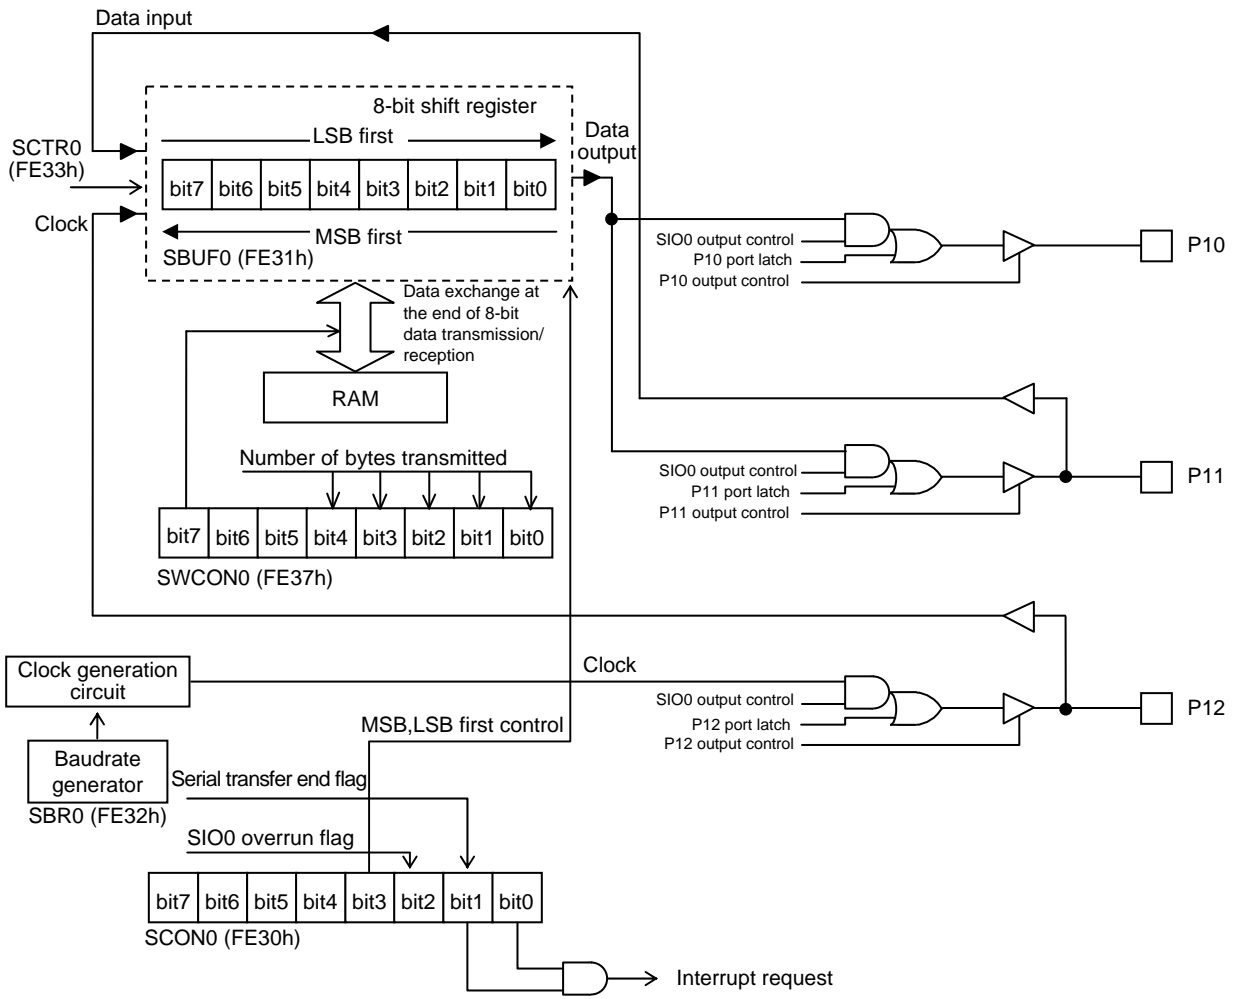 Data input
8-bit shift register
LSB first
SCTR0
(FE33h)
Data
output
bit7 bit6 bit5 bit4 bit3 bit2 bit1 bit0
Clock
MSB first
SBUF0 (FE31h)
SIO0 output control
P10 port latch
P10 output control
P10
Data exchange at
the end of 8-bit
data transmission/
reception
RAM
Number of bytes transmitted
SIO0 output control
P11 port latch
P11 output control
P11
bit7 bit6 bit5 bit4 bit3 bit2 bit1 bit0
SWCON0 (FE37h)
Clock generation
circuit
Clock
SIO0 output control
P12 port latch
P12 output control
P12
MSB,LSB first control
Baudrate
generator
SBR0 (FE32h)
Serial transfer end flag
SIO0 overrun flag
bit7 bit6 bit5 bit4 bit3 bit2 bit1 bit0
SCON0 (FE30h)
Interrupt request